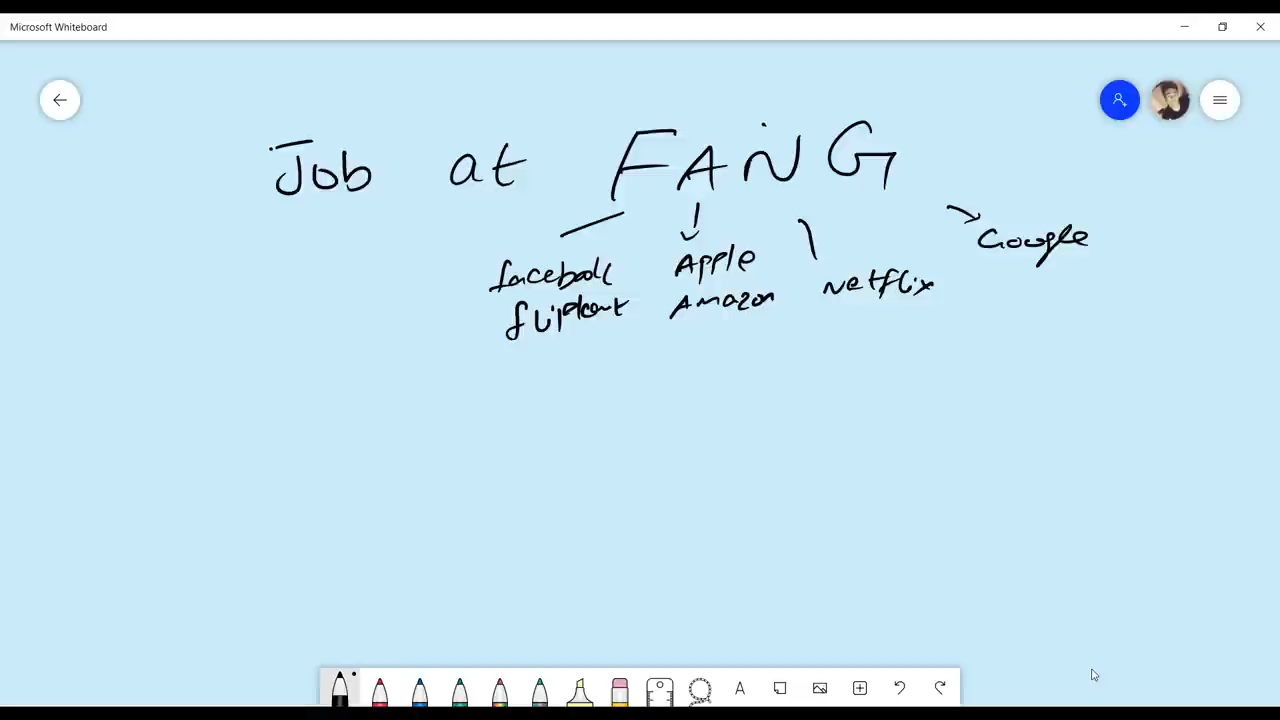 Microsoft Whiteboard
Job at FANG
facebook Apple Netflix Google
flipkart Amazon
A